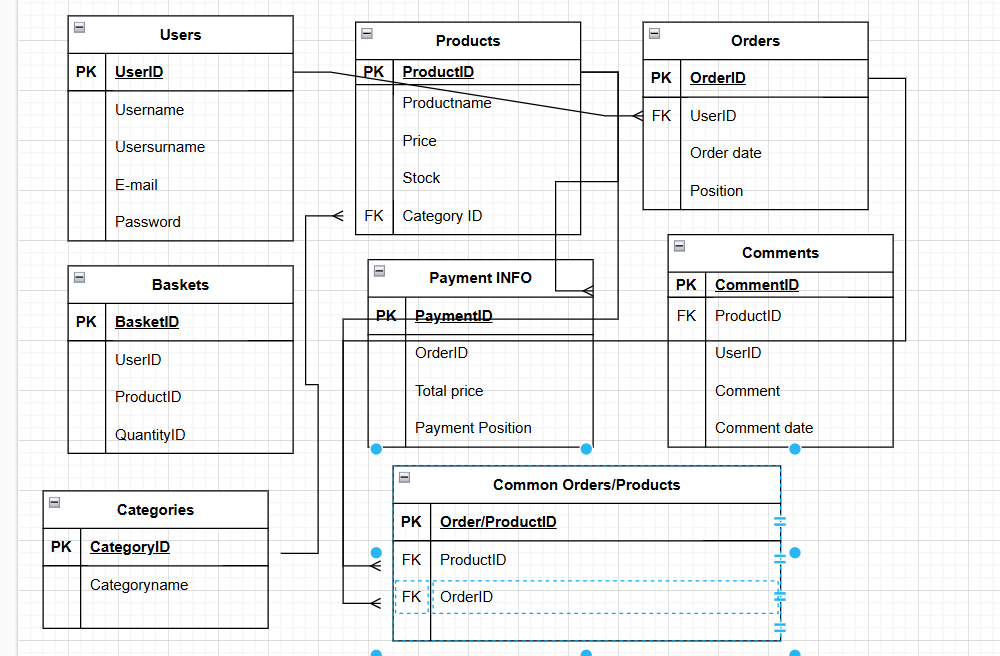 Users
PK UserID
Username
Usersurname
E-mail
Password
Products
PK ProductID
Productname
Price
Stock
FK Category ID
Orders
PK OrderID
FK UserID
Order date
Position
Baskets
PK BasketID
UserID
ProductID
QuantityID
Payment INFO
PK PaymentID
OrderID
Total price
Payment Position
Comments
PK CommentID
FK ProductID
UserID
Comment
Comment date
Categories
PK CategoryID
Categoryname
Common Orders/Products
PK Order/ProductID
FK ProductID
FK OrderID